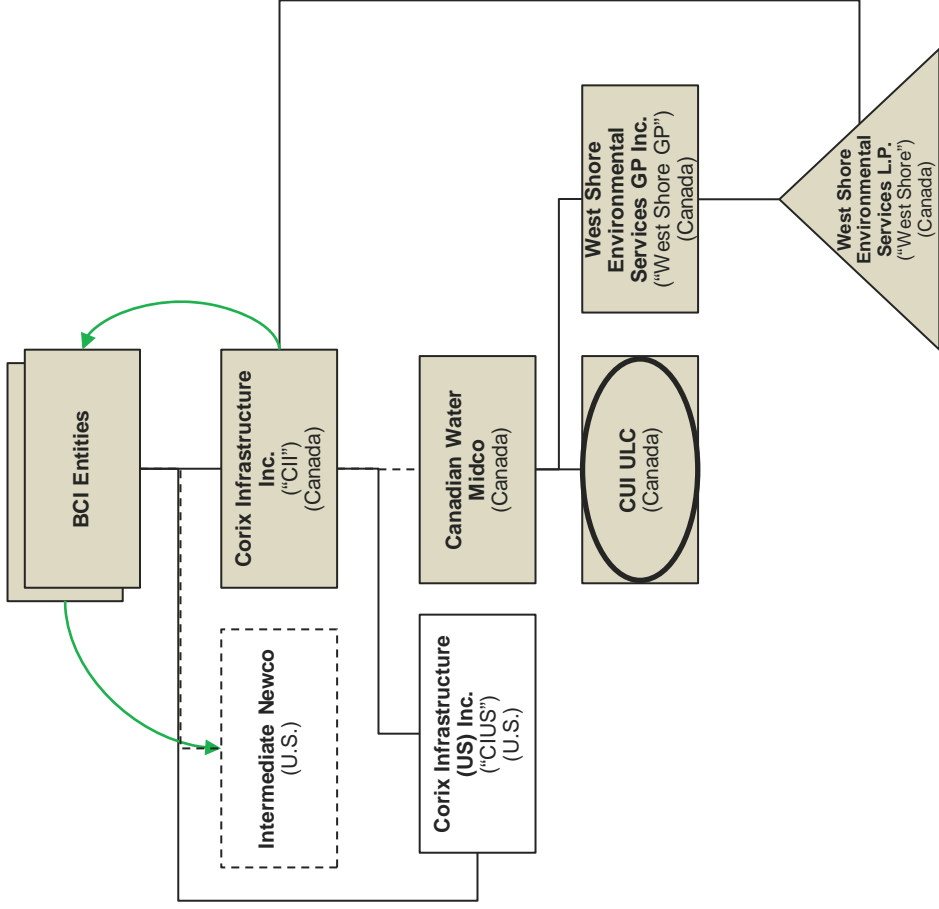 BCI Entities
Intermediate Newco
(U.S.)
Corix Infrastructure
Inc.
(“CII”)
(Canada)
Corix Infrastructure
(US) Inc.
(“CIUS”)
(U.S.)
Canadian Water
Midco
(Canada)
CUI ULC
(Canada)
West Shore
Environmental
Services GP Inc.
(“West Shore GP”)
(Canada)
West Shore
Environmental
Services L.P.
(“West Shore”)
(Canada)